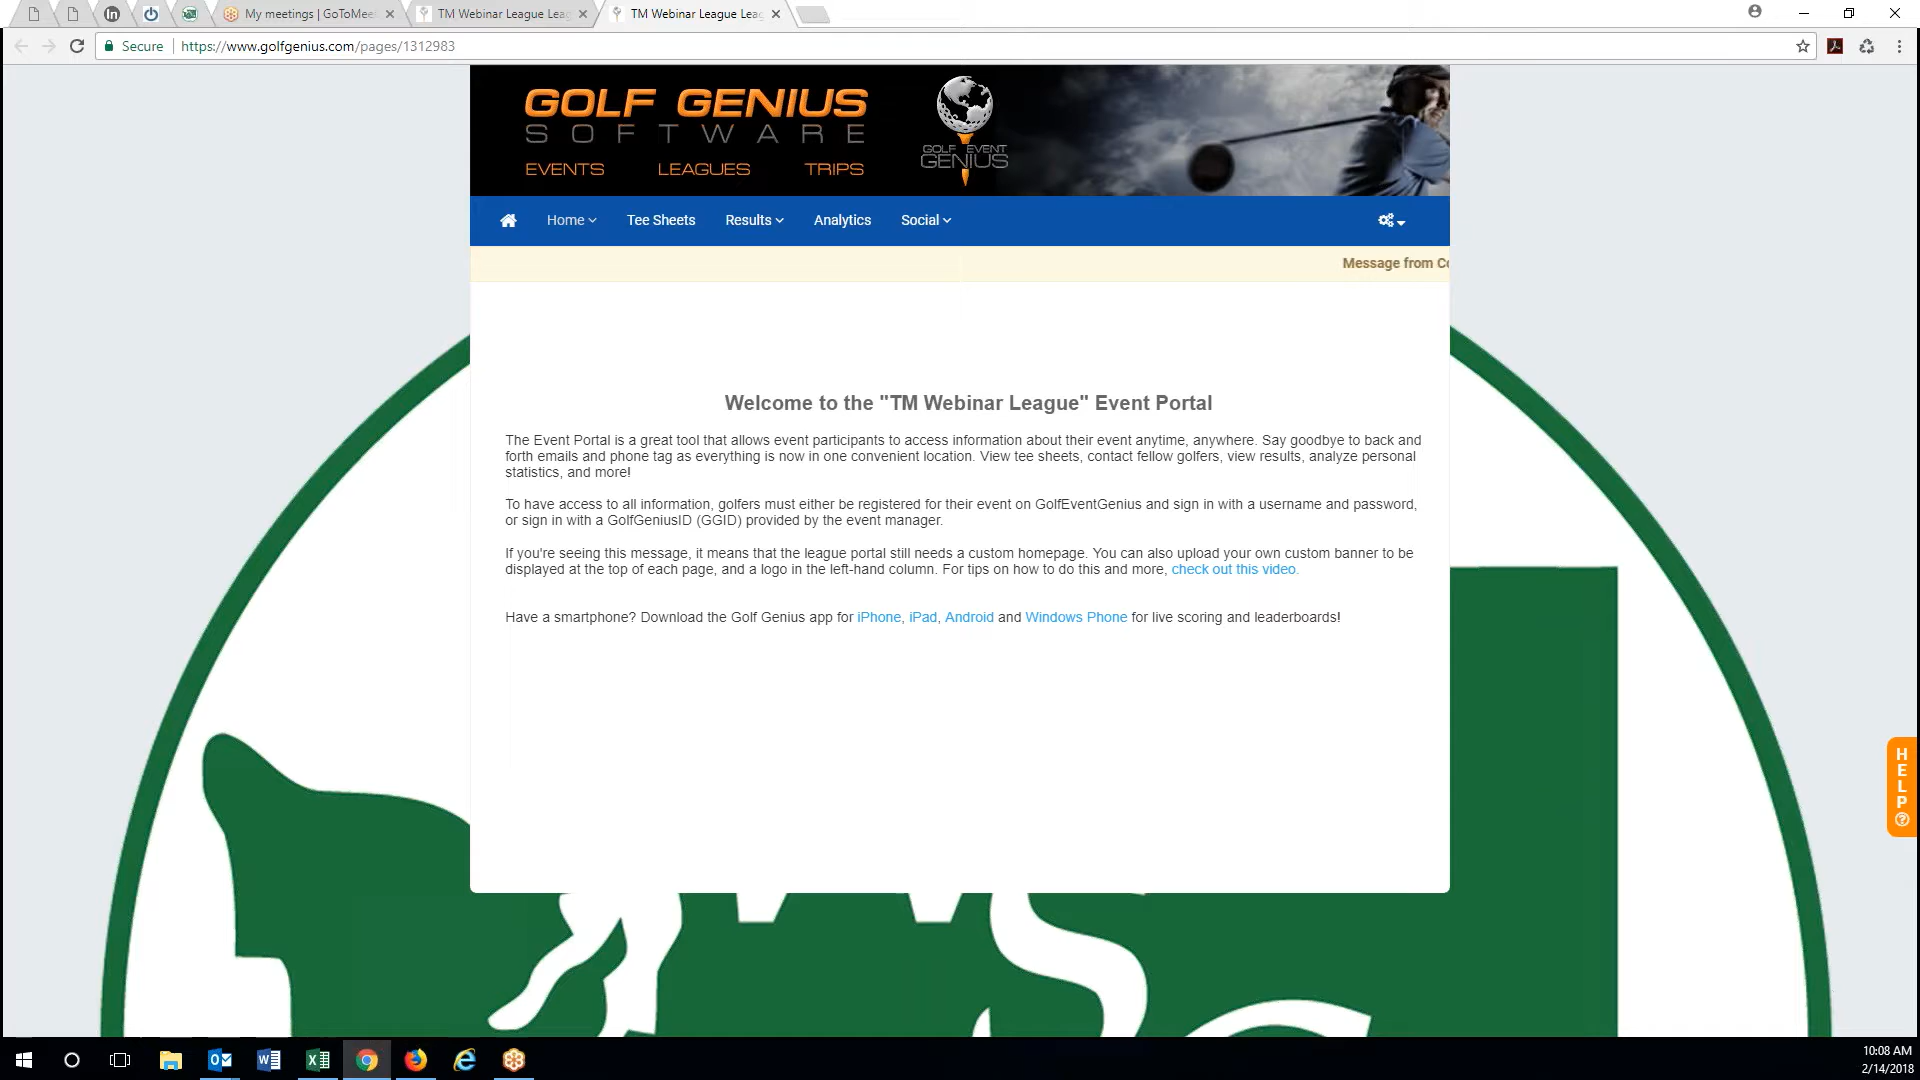 My meetings | GoToMee
TM Webinar League Leag
TM Webinar League Leag
Secure
https://www.golfgenius.com/pages/1312983
GOLF GENIUS
SOFTWARE
EVENTS LEAGUES TRIPS
GOLF EVENT
GENIUS
Home Tee Sheets Results Analytics Social
Message from Co
Welcome to the "TM Webinar League" Event Portal
The Event Portal is a great tool that allows event participants to access information about their event anytime, anywhere. Say goodbye to back and
forth emails and phone tag as everything is now in one convenient location. View tee sheets, contact fellow golfers, view results, analyze personal
statistics, and more!
To have access to all information, golfers must either be registered for their event on GolfEventGenius and sign in with a username and password,
or sign in with a GolfGeniusID (GGID) provided by the event manager.
If you're seeing this message, it means that the league portal still needs a custom homepage. You can also upload your own custom banner to be
displayed at the top of each page, and a logo in the left-hand column. For tips on how to do this and more, check out this video.
Have a smartphone? Download the Golf Genius app for iPhone, iPad, Android and Windows Phone for live scoring and leaderboards!
HELP
10:08 AM
2/14/2018